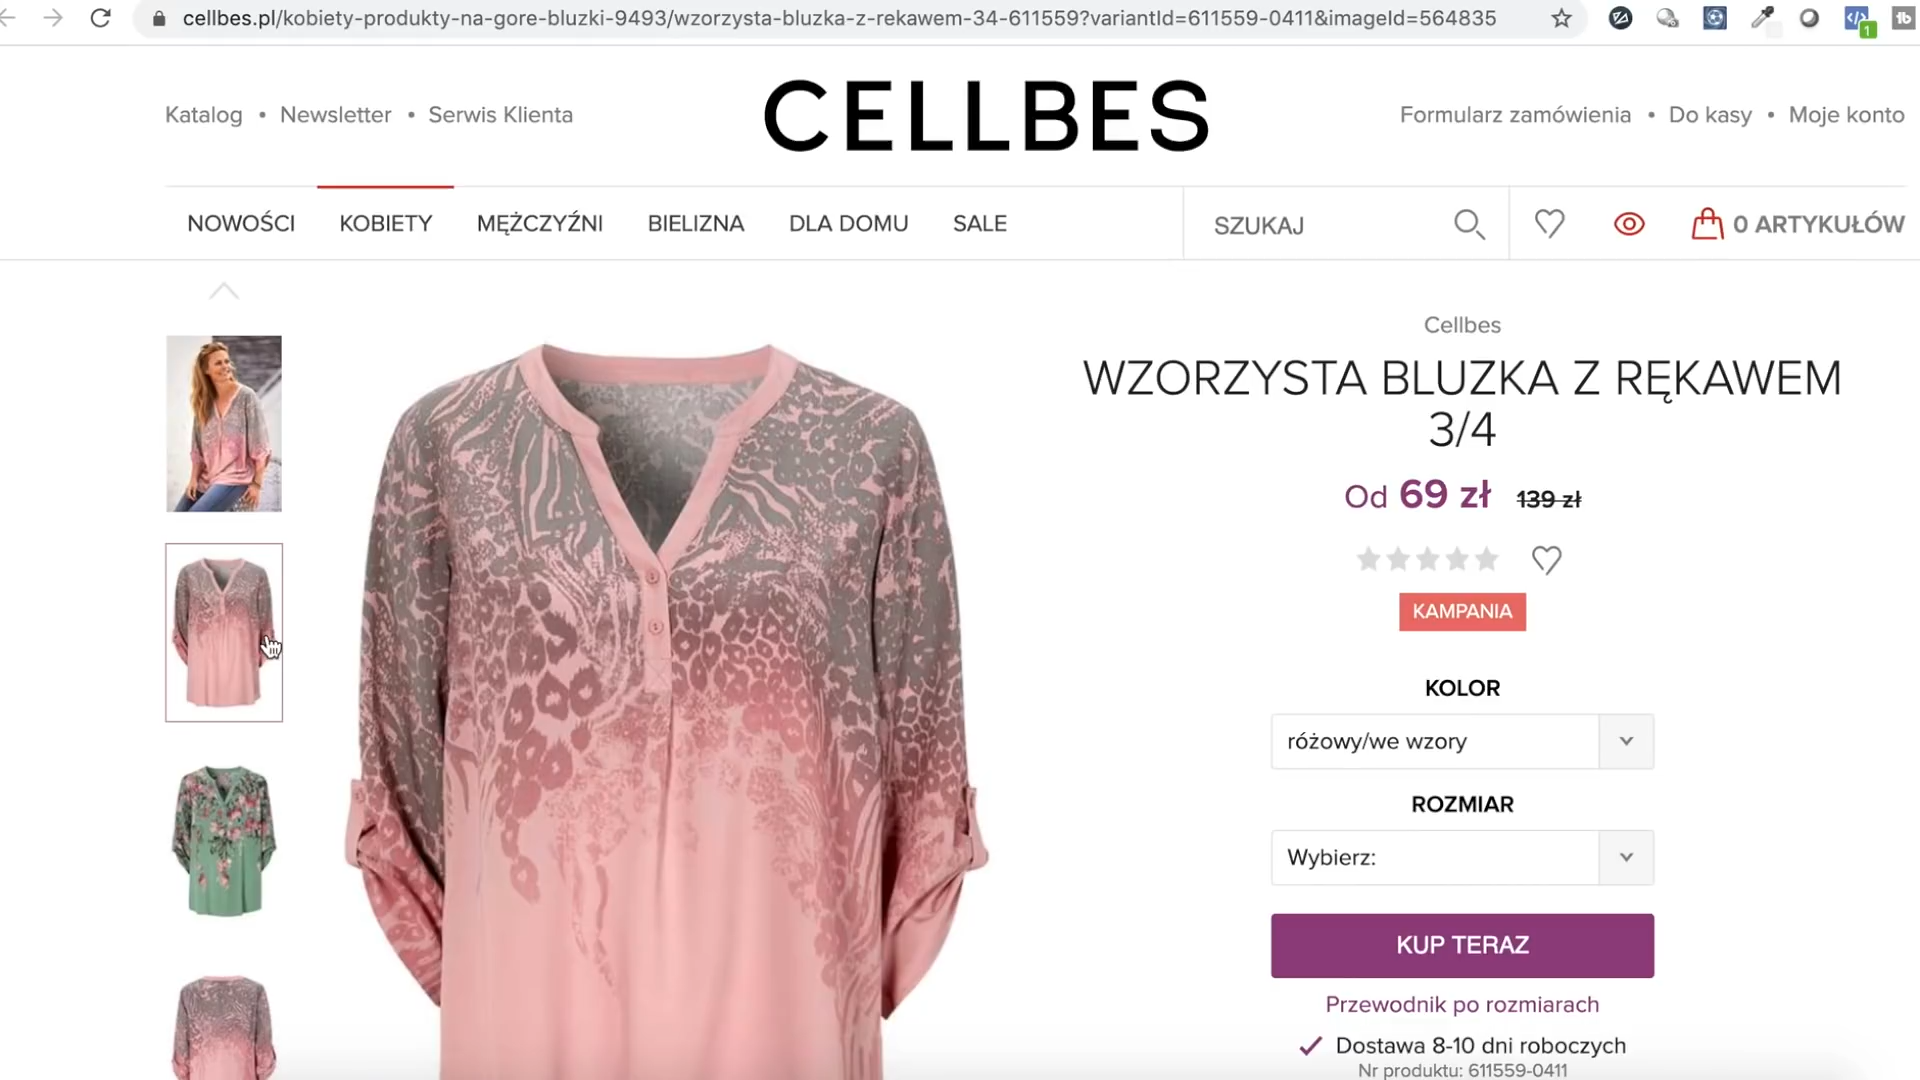 cellbes.pl/kobiety-produkty-na-gore-bluzki-9493/wzorzysta-bluzka-z-rekawem-34-611559?variantId=611559-0411&imageId=564835
1
tb
Katalog • Newsletter • Serwis Klienta
CELLBES
Formularz zamówienia • Do kasy • Moje konto
NOWOŚCI KOBIETY MĘŻCZYŹNI BIELIZNA DLA DOMU SALE
SZUKAJ
0 ARTYKUŁÓW
Cellbes
WZORZYSTA BLUZKA Z RĘKAWEM
3/4
Od 69 zł 139 zł
KAMPANIA
KOLOR
różowy/we wzory
ROZMIAR
Wybierz:
KUP TERAZ
Przewodnik po rozmiarach
Dostawa 8-10 dni roboczych
Nr produktu: 611559-0411